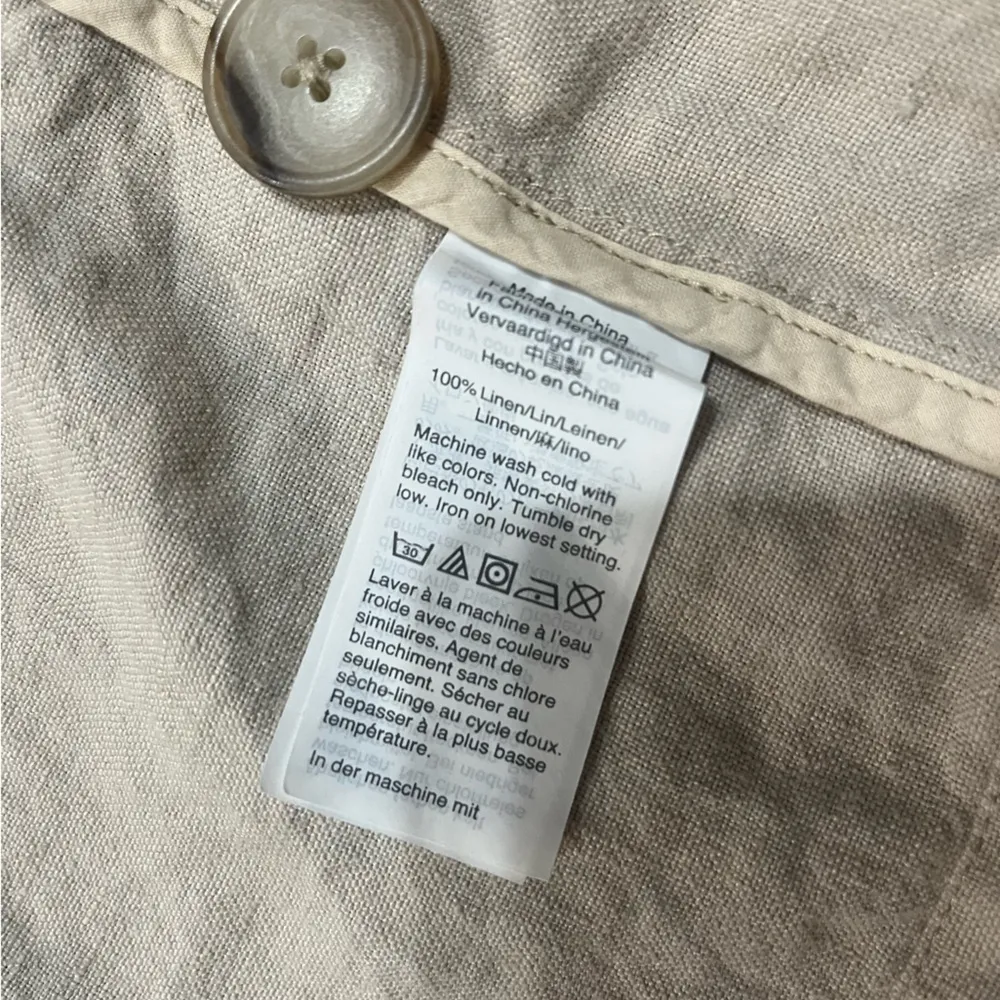 Made in China
in China
Vervaardigd in China
中国製
Hecho en China
100% Linen/Lin/Leinen/
Linnen/麻/lino
Machine wash cold with
like colors. Non-chlorine
bleach only. Tumble dry
low. Iron on lowest setting.
30
Laver à la machine à l'eau
froide avec des couleurs
similaires. Agent de
blanchiment sans chlore
seulement. Sécher au
sèche-linge au cycle doux.
Repasser à la plus basse
température.
In der maschine mit